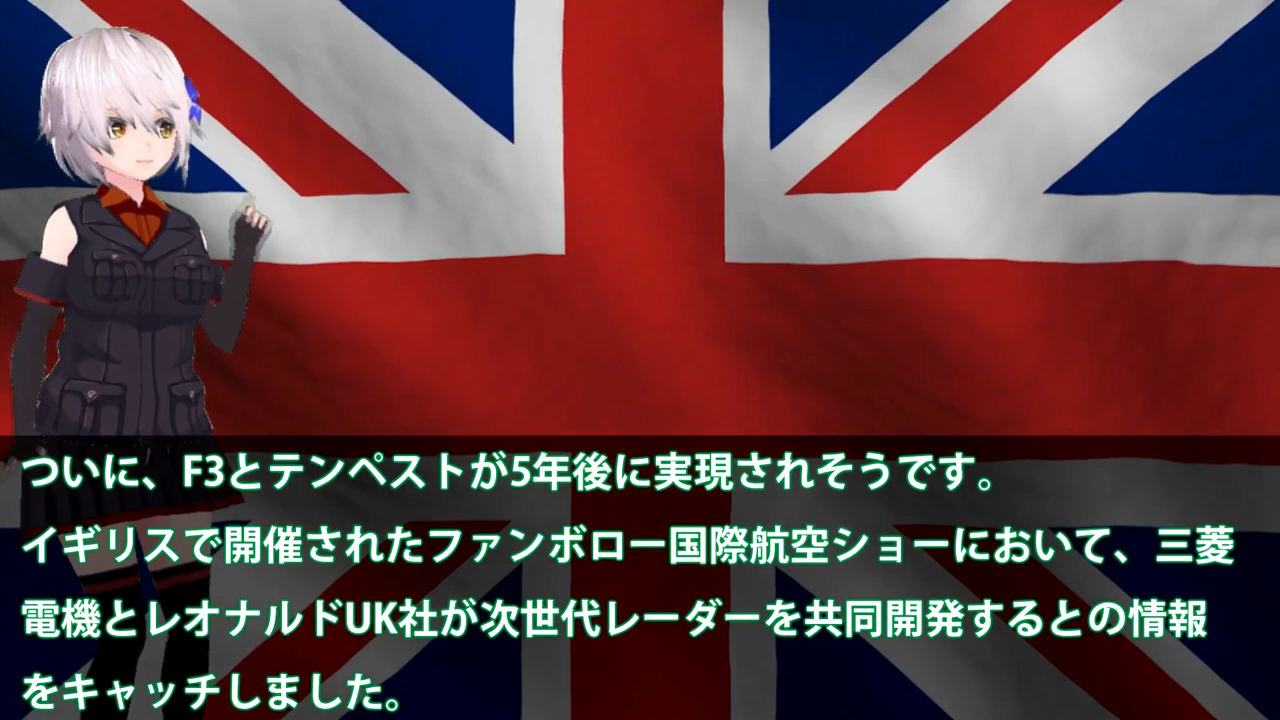 ついに、F3とテンペストが5年後に実現されそうです。
イギリスで開催されたファンボロー国際航空ショーにおいて、三菱
電機とレオナルドUK社が次世代レーダーを共同開発するとの情報
をキャッチしました。